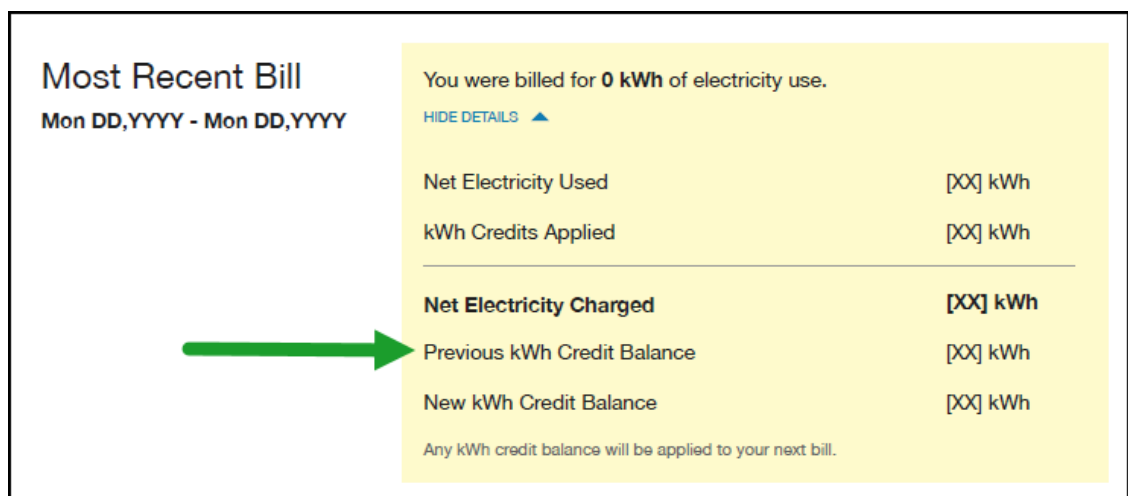 Most Recent Bill
Mon DD,YYYY - Mon DD,YYYY
You were billed for 0 kWh of electricity use.
HIDE DETAILS
Net Electricity Used [XX] kWh
kWh Credits Applied [XX] kWh
Net Electricity Charged [XX] kWh
Previous kWh Credit Balance [XX] kWh
New kWh Credit Balance [XX] kWh
Any kWh credit balance will be applied to your next bill.